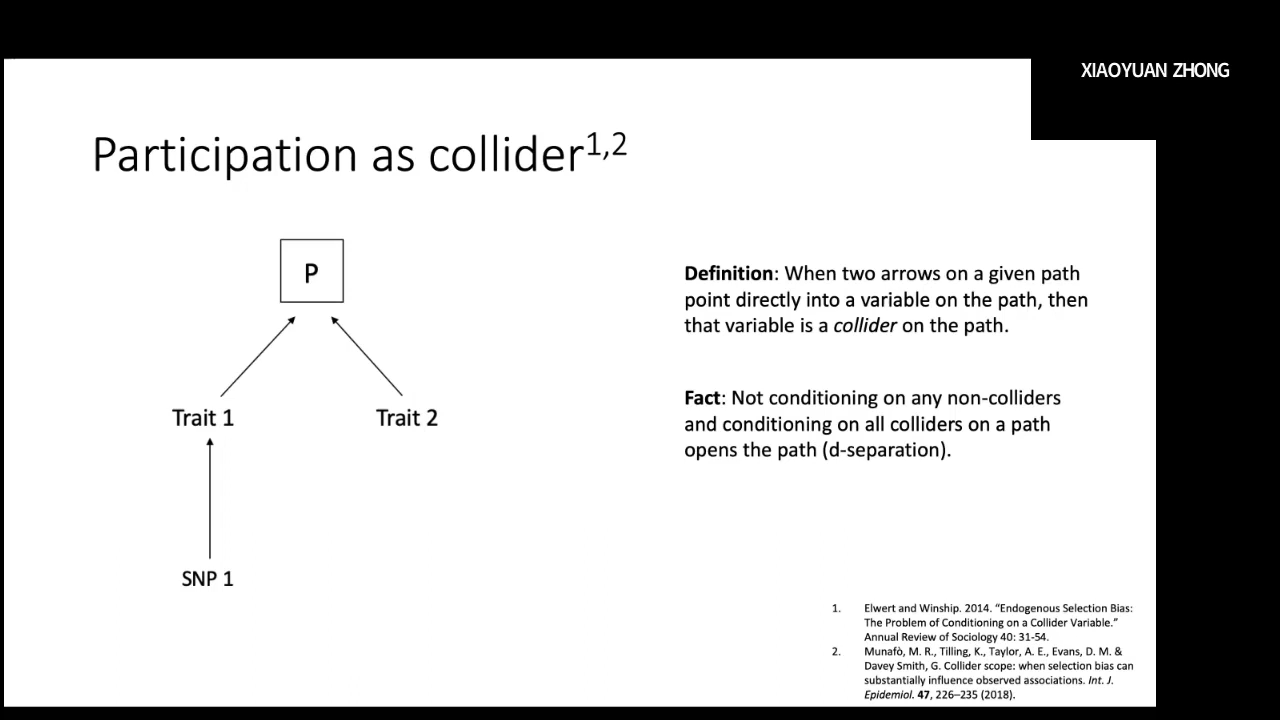 XIAOYUAN ZHONG
Participation as collider1,2
P
Trait 1
Trait 2
SNP 1
Definition: When two arrows on a given path
point directly into a variable on the path, then
that variable is a collider on the path.
Fact: Not conditioning on any non-colliders
and conditioning on all colliders on a path
opens the path (d-separation).
1. Elwert and Winship. 2014. “Endogenous Selection Bias:
The Problem of Conditioning on a Collider Variable.”
Annual Review of Sociology 40: 31-54.
2. Munafò, M. R., Tilling, K., Taylor, A. E., Evans, D. M. &
Davey Smith, G. Collider scope: when selection bias can
substantially influence observed associations. Int. J.
Epidemiol. 47, 226–235 (2018).